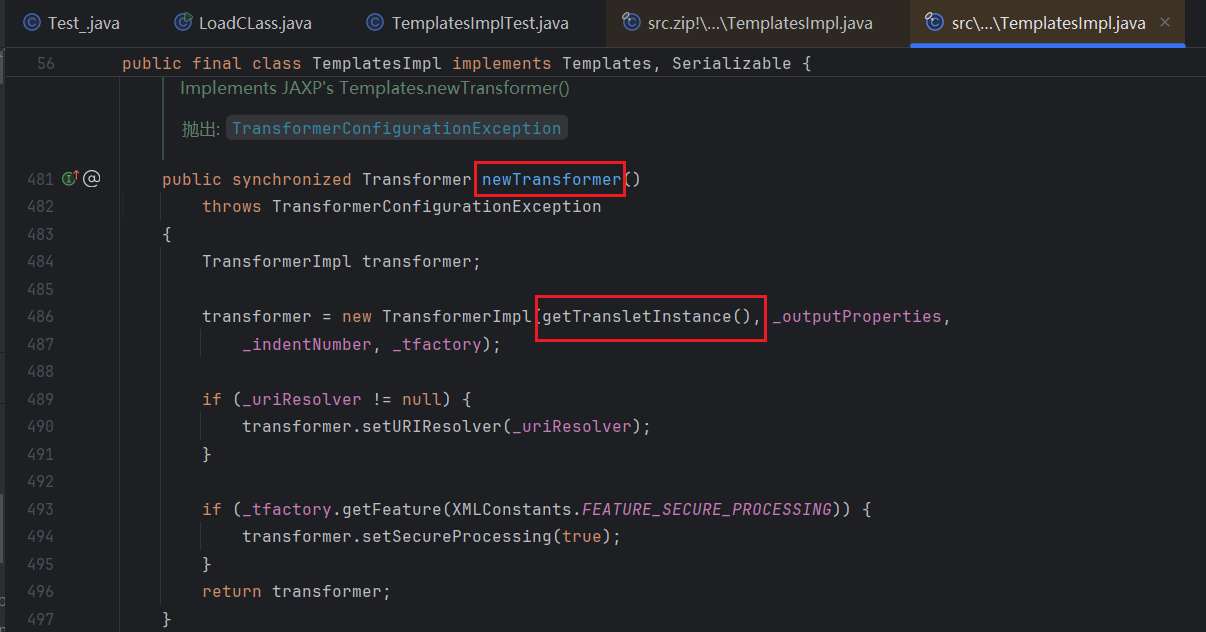 Test_.java LoadCLass.java TemplatesImplTest.java src.zip!\...\TemplatesImpl.java src\...\TemplatesImpl.java
56 public final class TemplatesImpl implements Templates, Serializable {
Implements JAXP's Templates.newTransformer()
抛出: TransformerConfigurationException
481 public synchronized Transformer newTransformer()
482 throws TransformerConfigurationException
483 {
484 TransformerImpl transformer;
485
486 transformer = new TransformerImpl(getTransletInstance(), _outputProperties,
487 _indentNumber, _tfactory);
488
489 if (_uriResolver != null) {
490 transformer.setURIResolver(_uriResolver);
491 }
492
493 if (_tfactory.getFeature(XMLConstants.FEATURE_SECURE_PROCESSING)) {
494 transformer.setSecureProcessing(true);
495 }
496 return transformer;
497 }